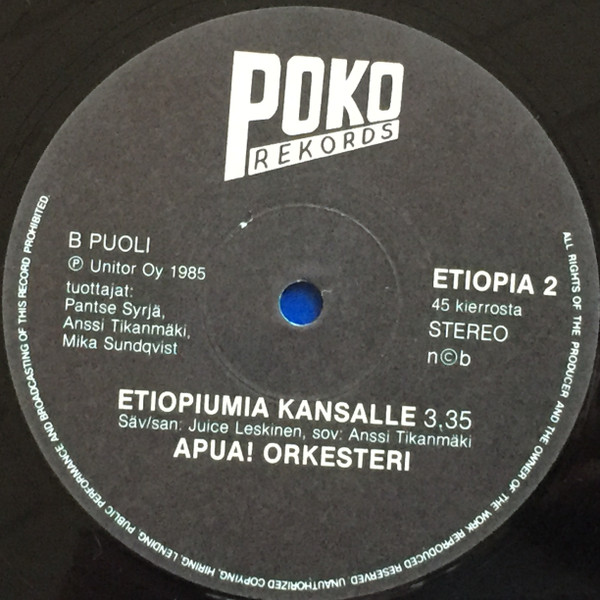 POKO
REKORDS
B PUOLI
Ⓟ Unitor Oy 1985
tuottajat:
Pantse Syrjä,
Anssi Tikanmäki,
Mika Sundqvist
ETIOPIA 2
45 kierrosta
STEREO
n©b
ETIOPIUMIA KANSALLE 3.35
Säv/san: Juice Leskinen, sov: Anssi Tikanmäki
APUA! ORKESTERI
ALL RIGHTS OF THE PRODUCER AND THE OWNER OF THE WORK REPRODUCED RESERVED. UNAUTHORIZED COPYING, HIRING, LENDING, PUBLIC PERFORMANCE AND BROADCASTING OF THIS RECORD PROHIBITED.